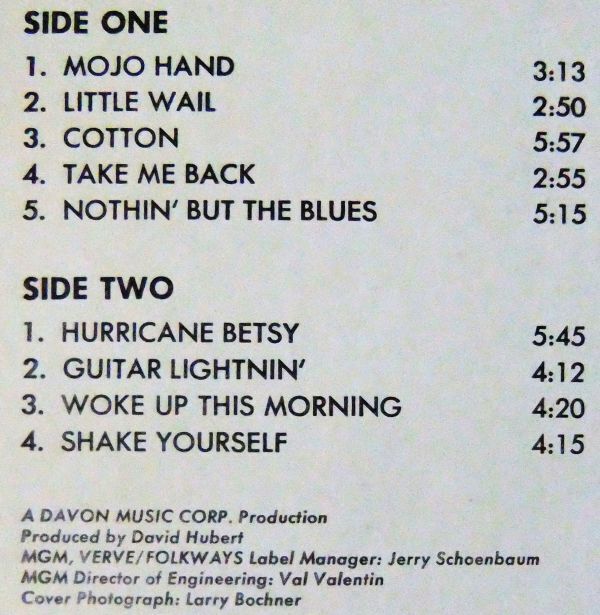 SIDE ONE
1. MOJO HAND 3:13
2. LITTLE WAIL 2:50
3. COTTON 5:57
4. TAKE ME BACK 2:55
5. NOTHIN' BUT THE BLUES 5:15
SIDE TWO
1. HURRICANE BETSY 5:45
2. GUITAR LIGHTNIN' 4:12
3. WOKE UP THIS MORNING 4:20
4. SHAKE YOURSELF 4:15
A DAVON MUSIC CORP. Production
Produced by David Hubert
MGM, VERVE/FOLKWAYS Label Manager: Jerry Schoenbaum
MGM Director of Engineering: Val Valentin
Cover Photograph: Larry Bochner